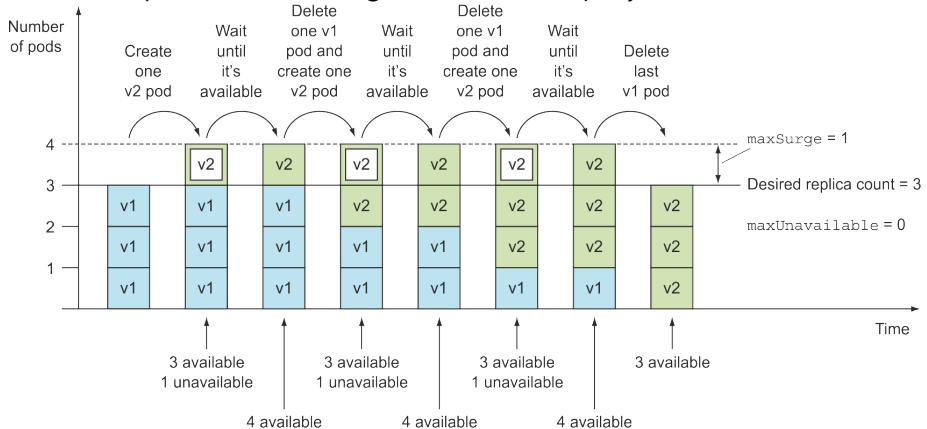 Number
of pods
Create
one
v2 pod
Wait
until
it's
available
Delete
one v1
pod and
create one
v2 pod
Wait
until
it's
available
Delete
one v1
pod and
create one
v2 pod
Wait
until
it's
available
Delete
last
v1 pod
4
3
2
1
v1
v1
v1
v2
v1
v1
v1
v2
v1
v1
v1
v2
v2
v1
v1
v2
v2
v1
v1
v2
v2
v2
v1
v2
v2
v2
v1
v2
v2
v2
maxSurge = 1
Desired replica count = 3
maxUnavailable = 0
Time
3 available
1 unavailable
4 available
3 available
1 unavailable
4 available
3 available
1 unavailable
4 available
3 available